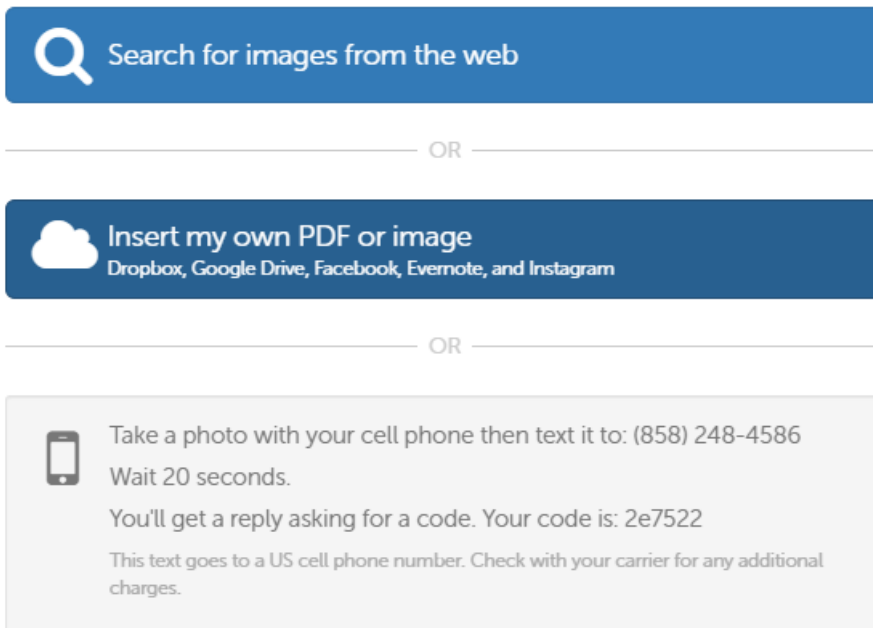 Search for images from the web
OR
Insert my own PDF or image
Dropbox, Google Drive, Facebook, Evernote, and Instagram
OR
Take a photo with your cell phone then text it to: (858) 248-4586
Wait 20 seconds.
You'll get a reply asking for a code. Your code is: 2e7522
This text goes to a US cell phone number. Check with your carrier for any additional
charges.